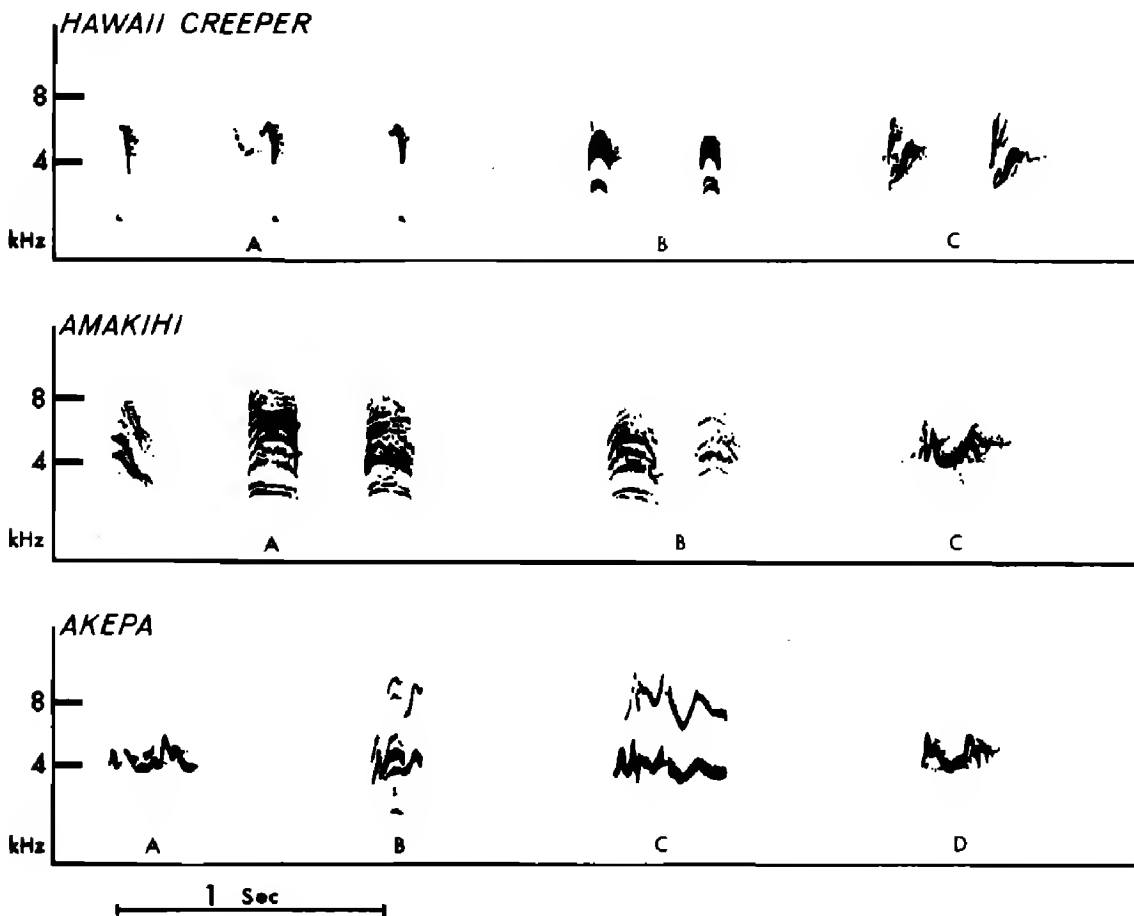 HAWAII CREEPER
8
4
kHz
A B C
AMAKIHI
8
4
kHz
A B C
AKEPA
8
4
kHz
A B C D
1 Sec